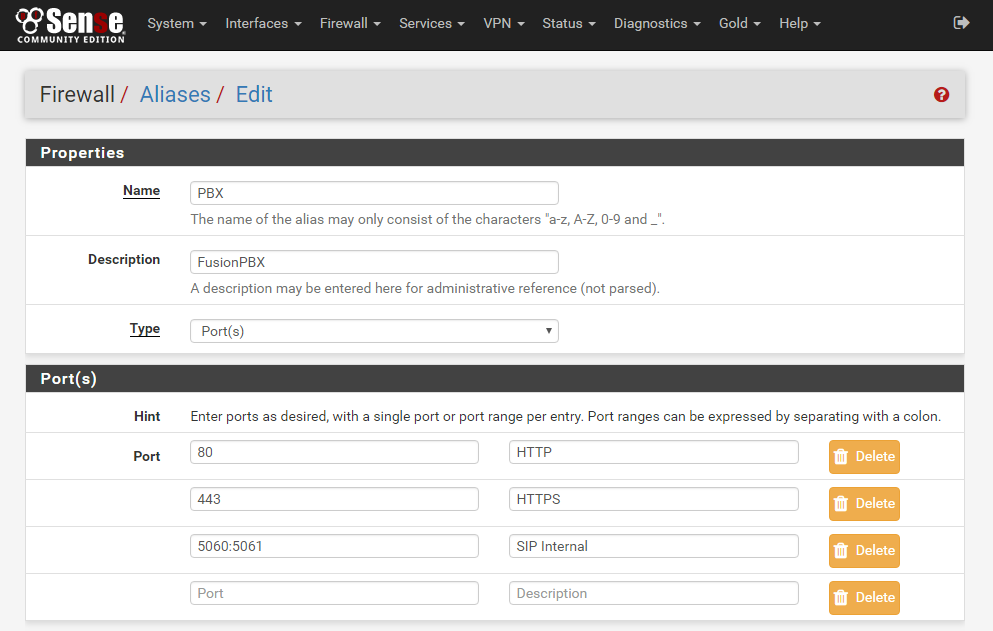 Sense
COMMUNITY EDITION
System Interfaces Firewall Services VPN Status Diagnostics Gold Help
Firewall / Aliases / Edit
Properties
Name PBX
The name of the alias may only consist of the characters "a-z, A-Z, 0-9 and _".
Description FusionPBX
A description may be entered here for administrative reference (not parsed).
Type Port(s)
Port(s)
Hint Enter ports as desired, with a single port or port range per entry. Port ranges can be expressed by separating with a colon.
Port 80 HTTP Delete
443 HTTPS Delete
5060:5061 SIP Internal Delete
Port Description Delete